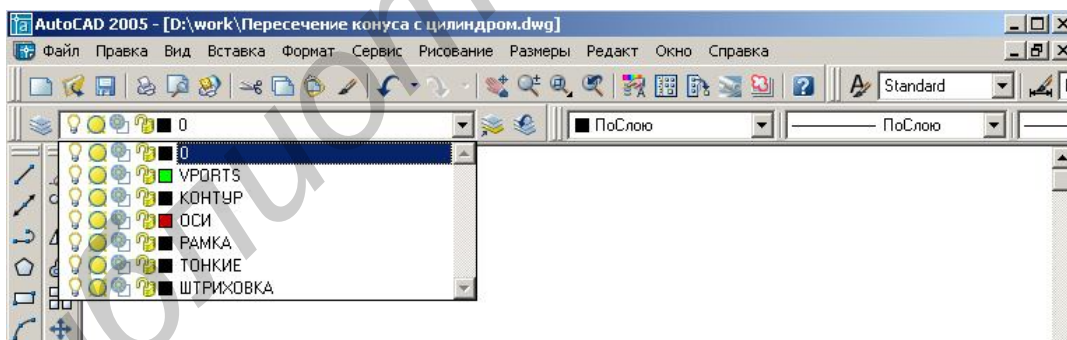 AutoCAD 2005 - [D:\work\Пересечение конуса с цилиндром.dwg]
Файл Правка Вид Вставка Формат Сервис Рисование Размеры Редакт Окно Справка
Standard
0 ПоСлою ПоСлою
0
VPORTS
КОНТУР
ОСИ
РАМКА
ТОНКИЕ
ШТРИХОВКА